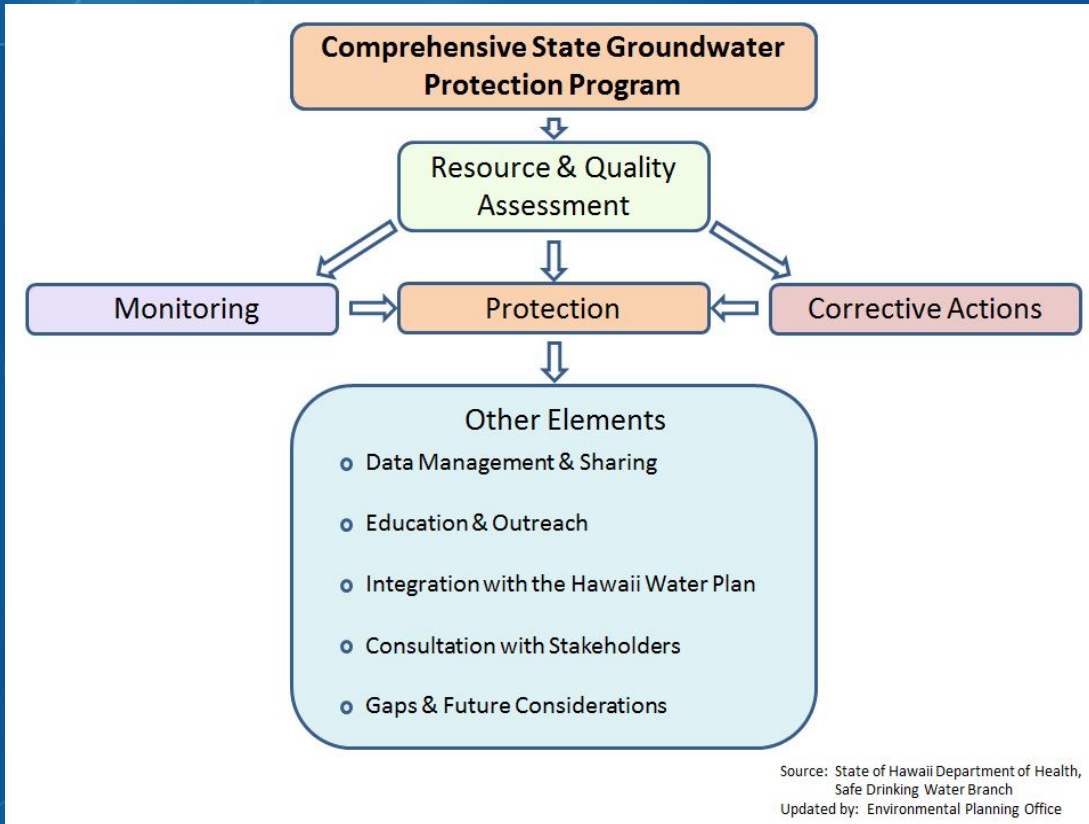 Comprehensive State Groundwater
Protection Program
Resource & Quality
Assessment
Monitoring
Protection
Corrective Actions
Other Elements
Data Management & Sharing
Education & Outreach
Integration with the Hawaii Water Plan
Consultation with Stakeholders
Gaps & Future Considerations
Source: State of Hawaii Department of Health,
Safe Drinking Water Branch
Updated by: Environmental Planning Office